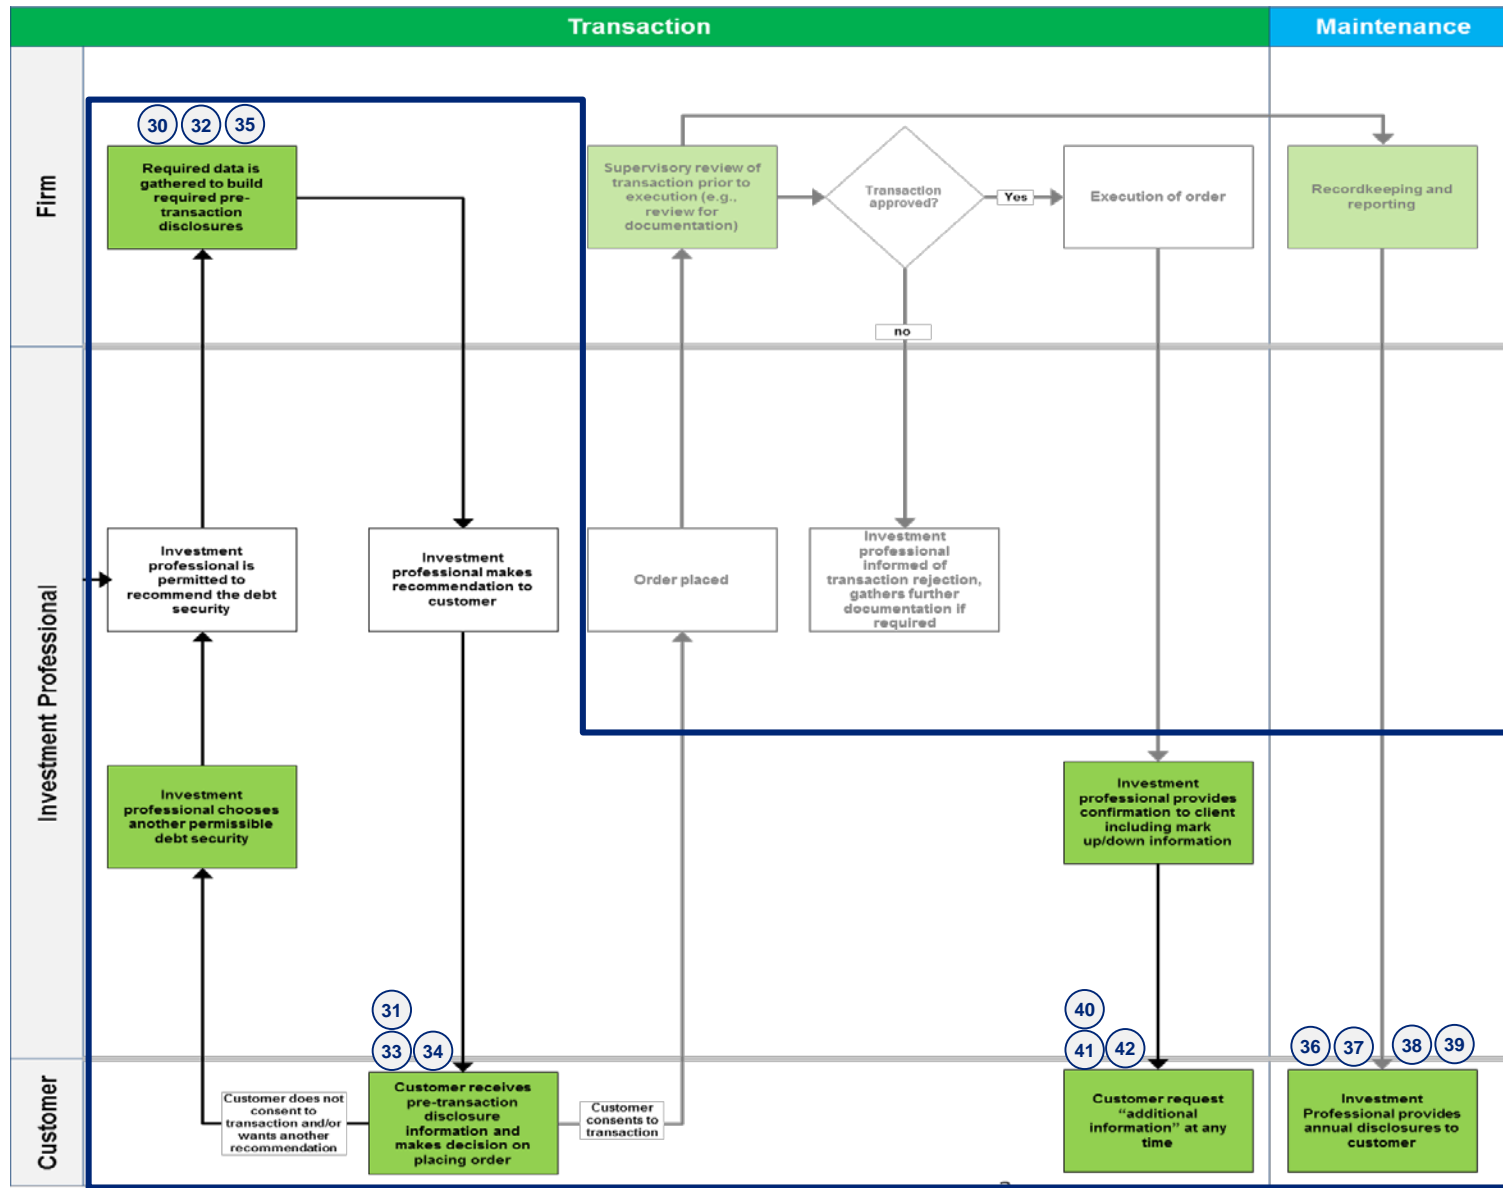 Transaction
Maintenance
Firm
30 32 35
Required data is
gathered to build
required pre-
transaction
disclosures
Supervisory review of
transaction prior to
execution (e.g.,
review for
documentation)
Transaction
approved?
Yes
Execution of order
Recordkeeping and
reporting
no
Investment Professional
Investment
professional is
permitted to
recommend the debt
security
Investment
professional makes
recommendation to
customer
Order placed
Investment
professional
informed of
transaction rejection,
gathers further
documentation if
required
Investment
professional chooses
another permissible
debt security
Investment
professional provides
confirmation to client
including mark
up/down information
31
33 34
40
41 42
36 37 38 39
Customer
Customer does not
consent to
transaction and/or
wants another
recommendation
Customer receives
pre-transaction
disclosure
information and
makes decision on
placing order
Customer
consents to
transaction
Customer request
“additional
information” at any
time
Investment
Professional provides
annual disclosures to
customer